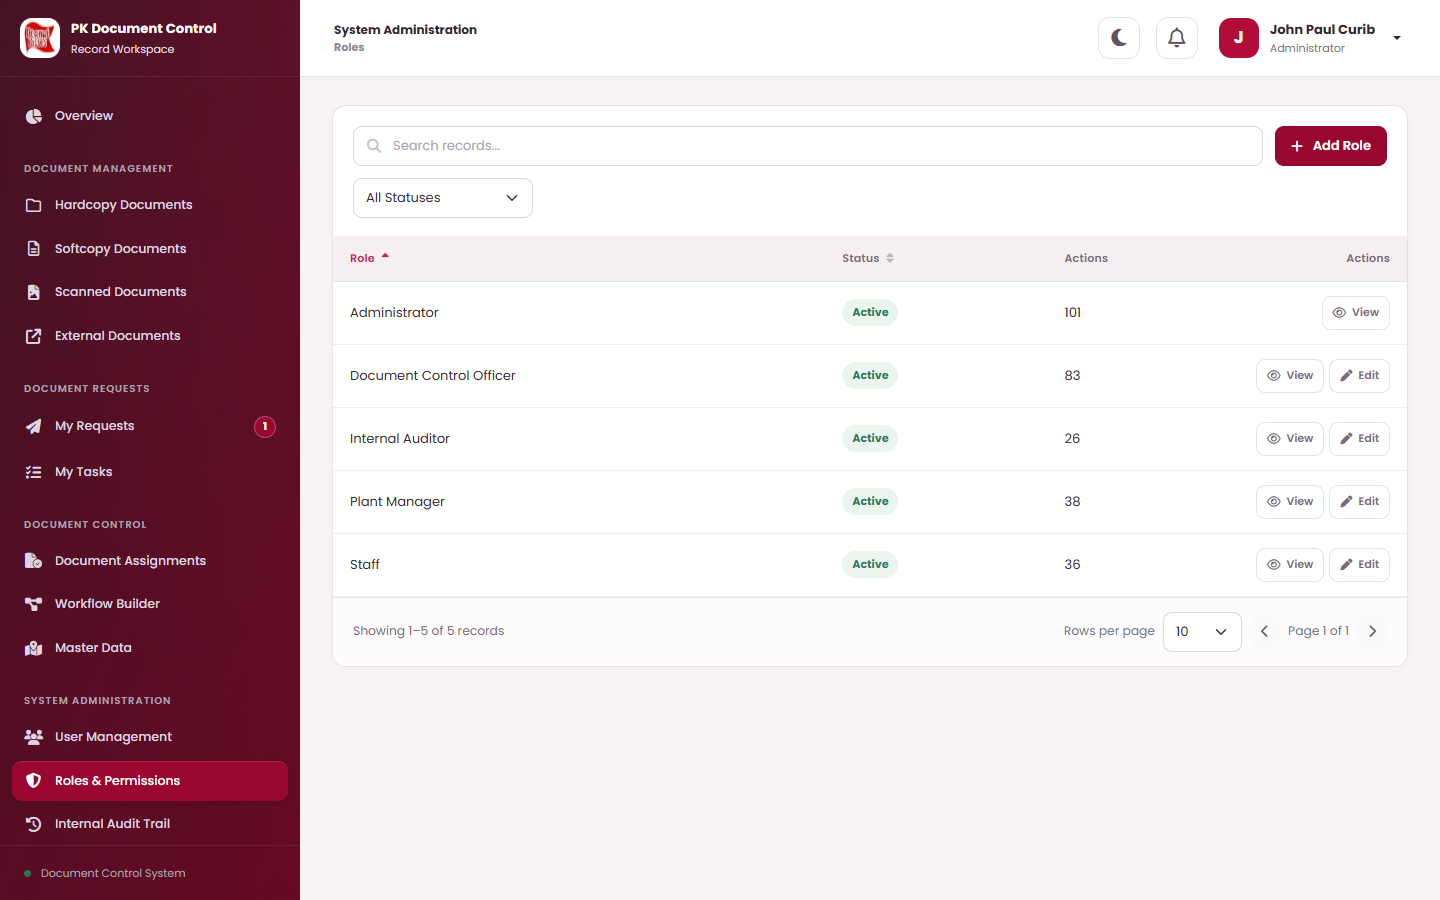 PK Document Control
Record Workspace
Overview
DOCUMENT MANAGEMENT
Hardcopy Documents
Softcopy Documents
Scanned Documents
External Documents
DOCUMENT REQUESTS
My Requests 1
My Tasks
DOCUMENT CONTROL
Document Assignments
Workflow Builder
Master Data
SYSTEM ADMINISTRATION
User Management
Roles & Permissions
Internal Audit Trail
Document Control System
System Administration
Roles
J
John Paul Curib
Administrator
Search records...
Add Role
All Statuses
Role Status Actions Actions
Administrator Active 101 View
Document Control Officer Active 83 View Edit
Internal Auditor Active 26 View Edit
Plant Manager Active 38 View Edit
Staff Active 36 View Edit
Showing 1–5 of 5 records Rows per page 10 Page 1 of 1